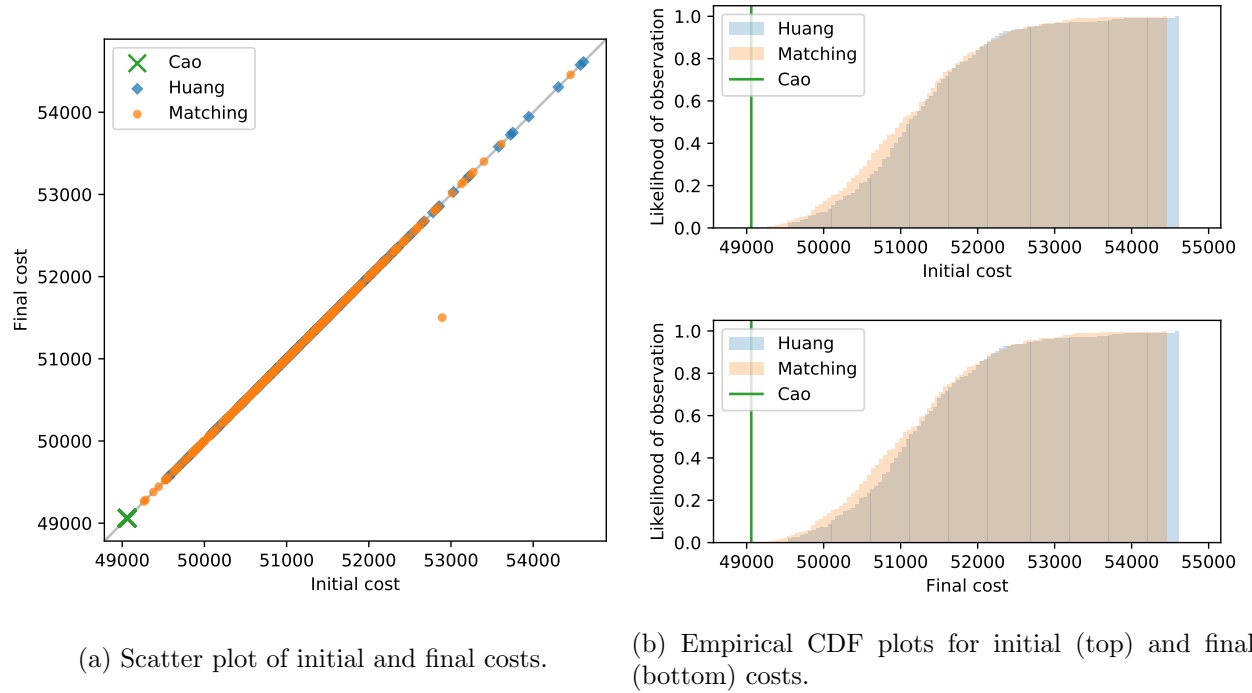 Cao
Huang
Matching
54000
53000
52000
51000
50000
49000
Final cost
49000 50000 51000 52000 53000 54000
Initial cost
(a) Scatter plot of initial and final costs.
Likelihood of observation
1.0
0.8
0.6
0.4
0.2
0.0
Huang
Matching
Cao
49000 50000 51000 52000 53000 54000 55000
Initial cost
Likelihood of observation
1.0
0.8
0.6
0.4
0.2
0.0
Huang
Matching
Cao
49000 50000 51000 52000 53000 54000 55000
Final cost
(b) Empirical CDF plots for initial (top) and final
(bottom) costs.